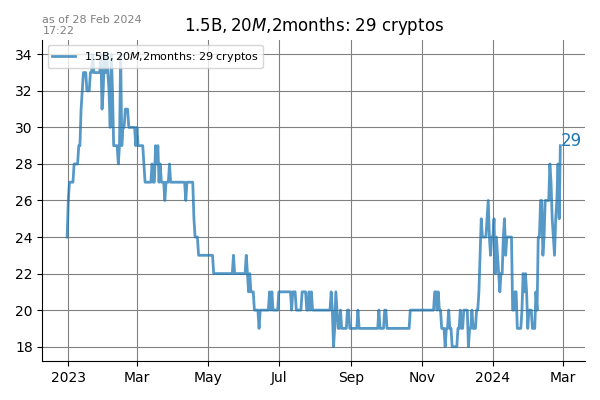 as of 28 Feb 2024
17:22
1.5B, 20M, 2months: 29 cryptos
1.5B, 20M,2months: 29 cryptos
34
32
30
28
26
24
22
20
18
29
2023 Mar May Jul Sep Nov 2024 Mar